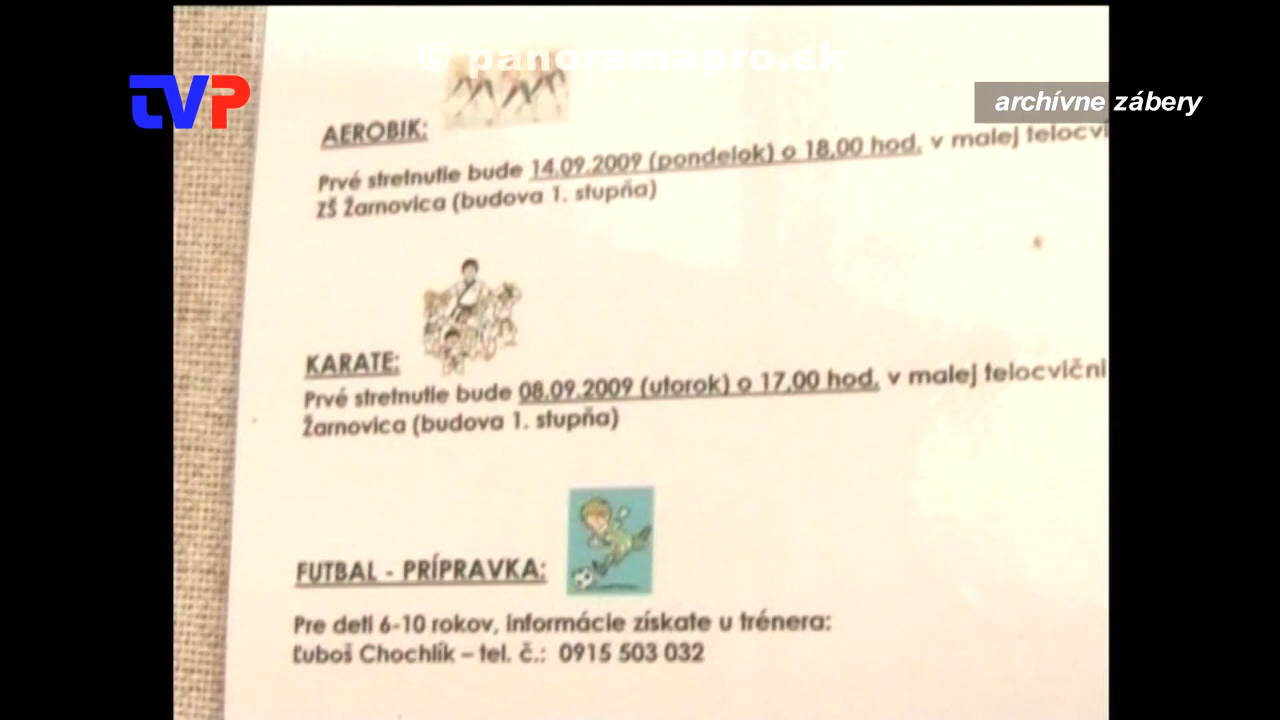 © panoramapro.sk
TVP
archívne zábery
AEROBIK:
Prvé stretnutie bude 14.09.2009 (pondelok) o 18,00 hod. v malej
ZŠ Žarnovica (budova 1. stupňa)
KARATE:
Prvé stretnutie bude 08.09.2009 (utorok) o 17,00 hod. v malej telocvični
Žarnovica (budova 1. stupňa)
FUTBAL - PRÍPRAVKA:
Pre deti 6-10 rokov, informácie získate u trénera:
Ľuboš Chochlík – tel. č.: 0915 503 032